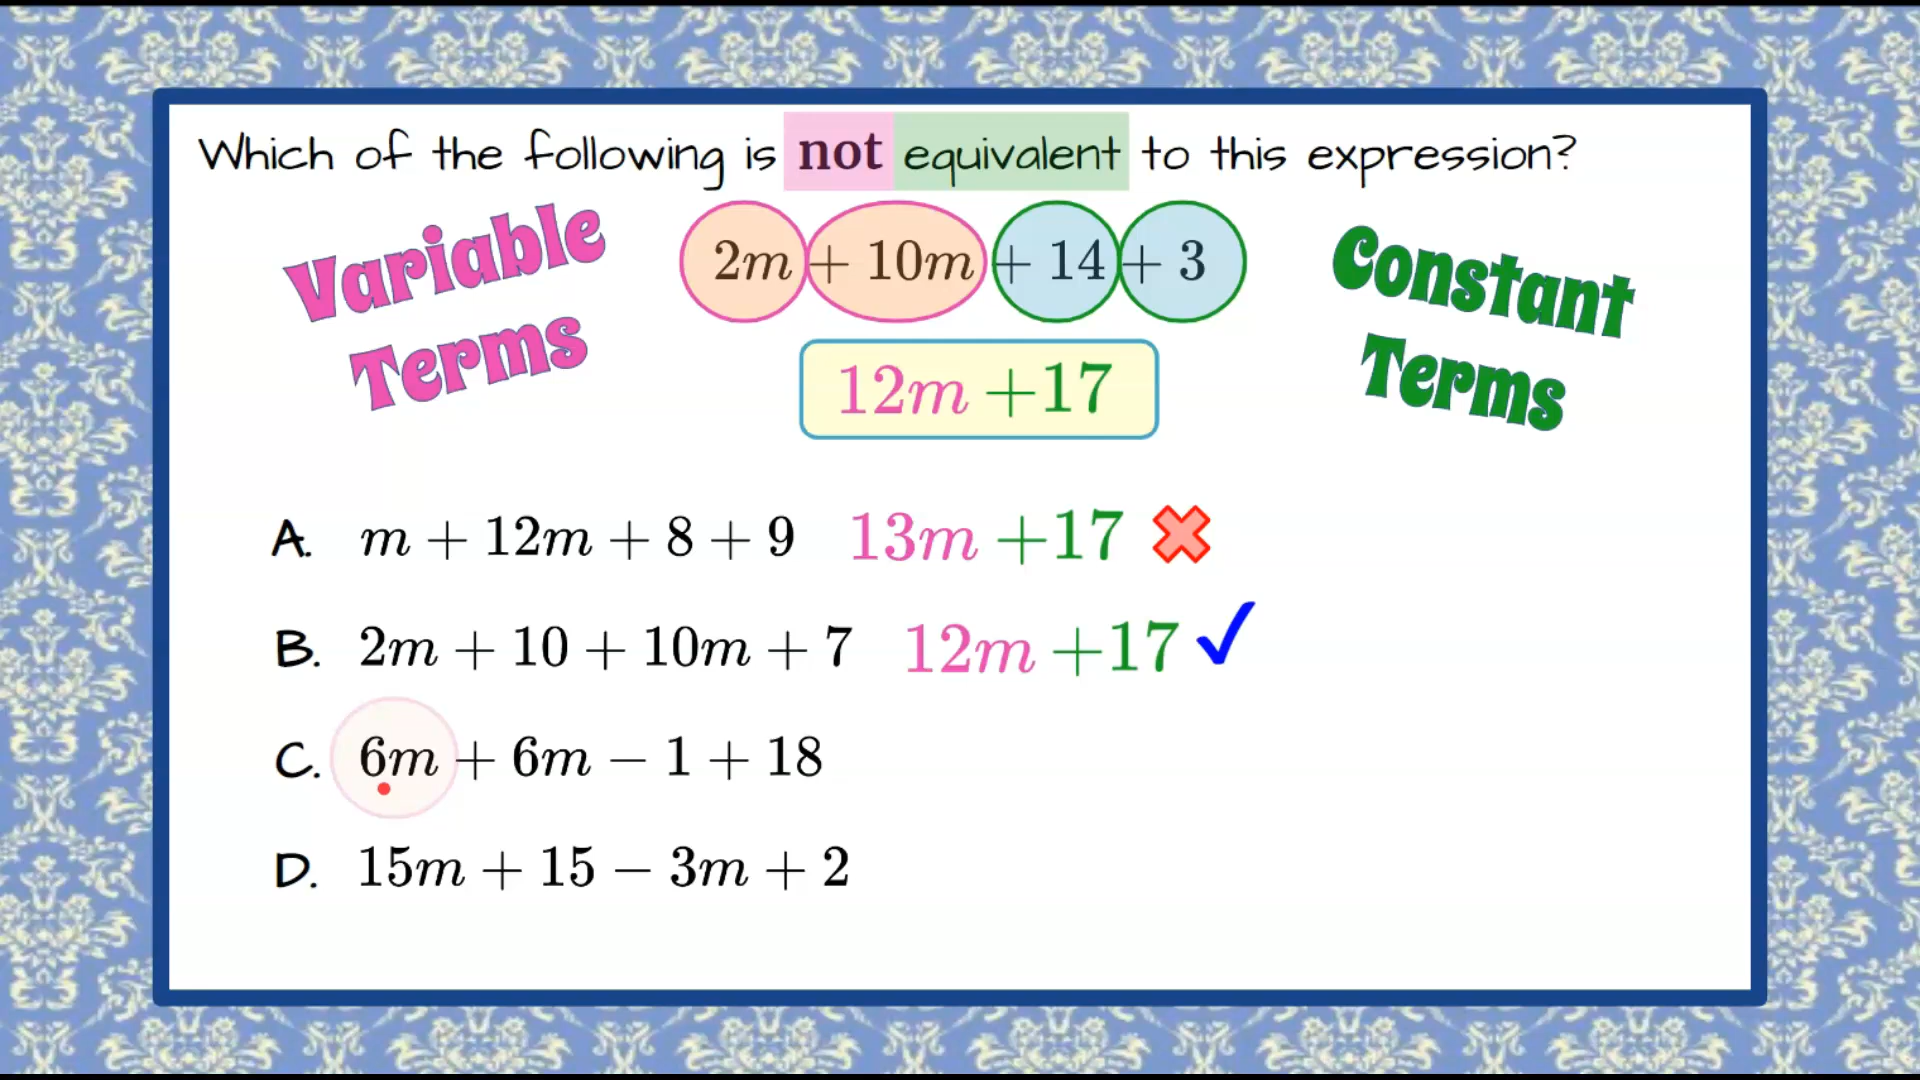 Which of the following is not equivalent to this expression?
Variable Terms
2m + 10m + 14 + 3
Constant Terms
12m +17
A. m + 12m + 8 + 9 13m +17
B. 2m + 10 + 10m + 7 12m +17
C. 6m + 6m − 1 + 18
D. 15m + 15 − 3m + 2